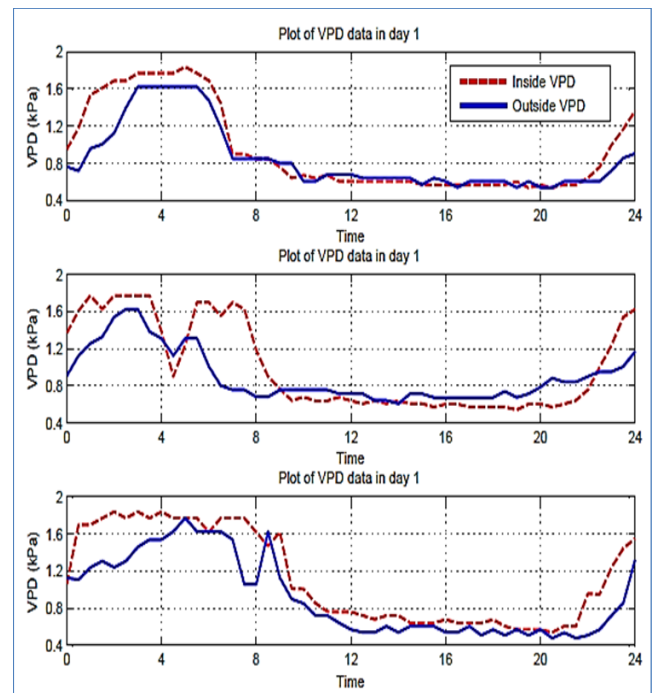 Plot of VPD data in day 1
2
1.6
1.2
0.8
0.4
VPD (kPa)
Inside VPD
Outside VPD
0 4 8 12 16 20 24
Time
Plot of VPD data in day 1
2
1.6
1.2
0.8
0.4
VPD (kPa)
0 4 8 12 16 20 24
Time
Plot of VPD data in day 1
2
1.6
1.2
0.8
0.4
VPD (kPa)
0 4 8 12 16 20 24
Time